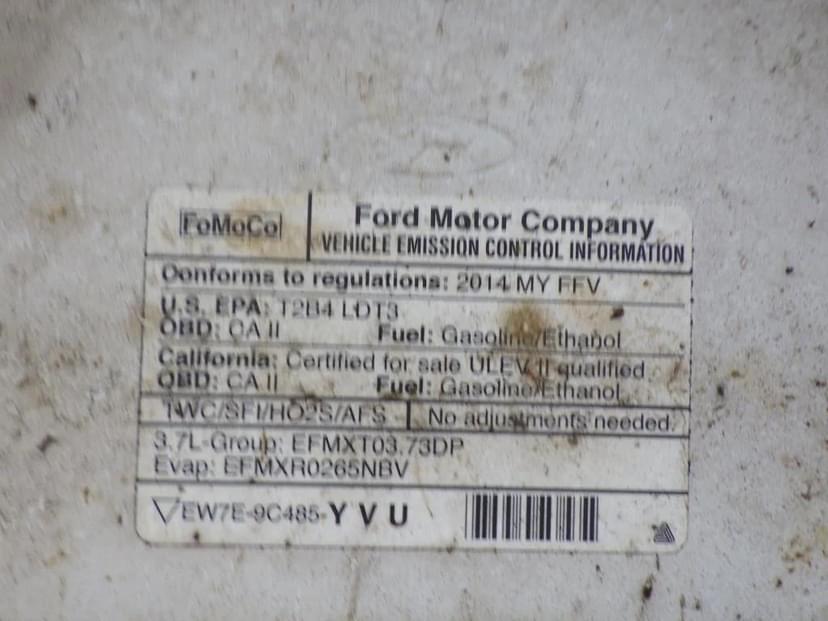 FoMoCo
Ford Motor Company
VEHICLE EMISSION CONTROL INFORMATION
Conforms to regulations: 2014 MY FFV
U.S. EPA: T2B4 LDT3
OBD: CA II Fuel: Gasoline/Ethanol
California: Certified for sale ULEV II qualified
OBD: CA II Fuel: Gasoline/Ethanol
TWC/SFI/HO2S/AFS No adjustments needed.
3.7L-Group: EFMXT03.73DP
Evap: EFMXR0265NBV
EW7E-9C485-YVU